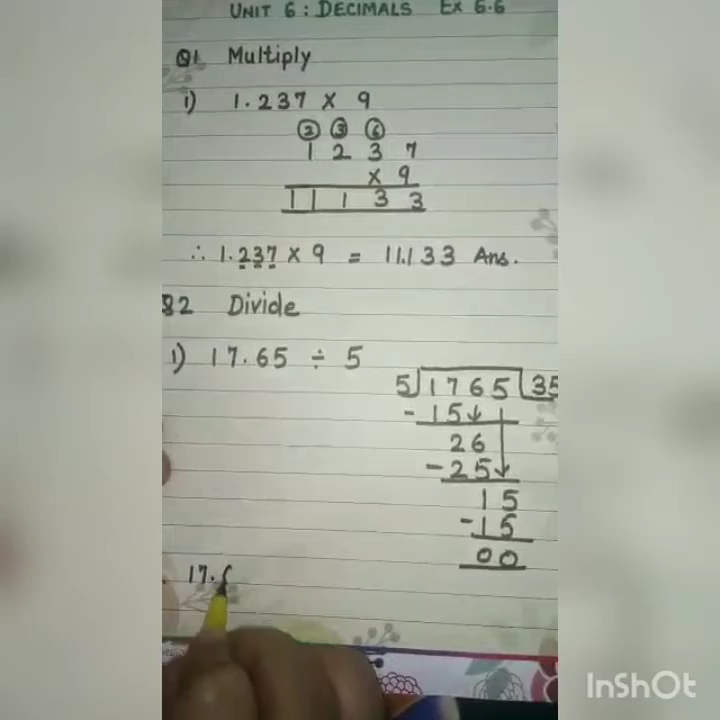 UNIT 6 : DECIMALS Ex 6.6
Q1 Multiply
i) 1.237 × 9
② ③ ⑥
1 2 3 7
× 9
1 1 1 3 3
∴ 1.237 × 9 = 11.133 Ans.
Q2 Divide
i) 17.65 ÷ 5
5 1765 35
- 15
26
- 25
15
- 15
00
17.
InShOt